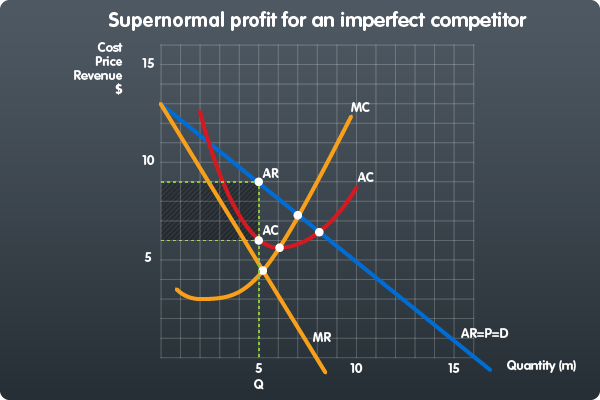 Supernormal profit for an imperfect competitor
Cost
Price
Revenue
$
15
10
5
MC
AR
AC
AC
MR
AR=P=D
5
10
15
Quantity (m)
Q